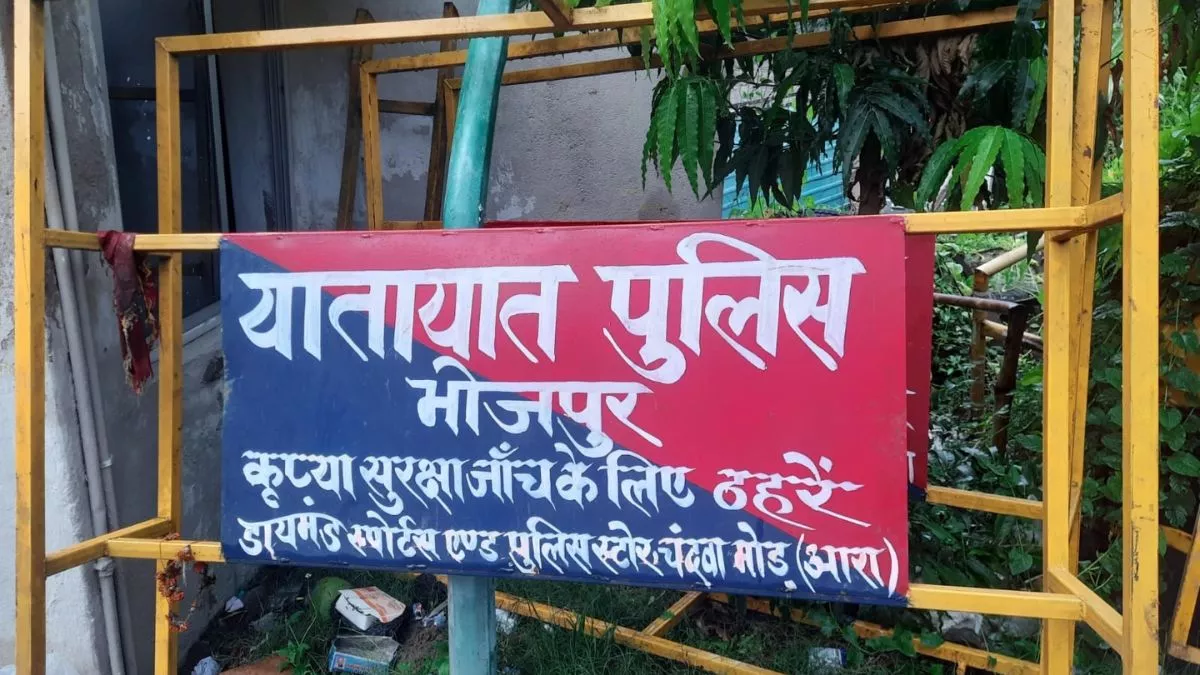 यातायात पुलिस
भोजपुर
कृप्या सुरक्षा जाँच के लिए ठहरें
डायमंड स्पोर्टस एण्ड पुलिस स्टोर, चंदवा मोड़ (आरा)